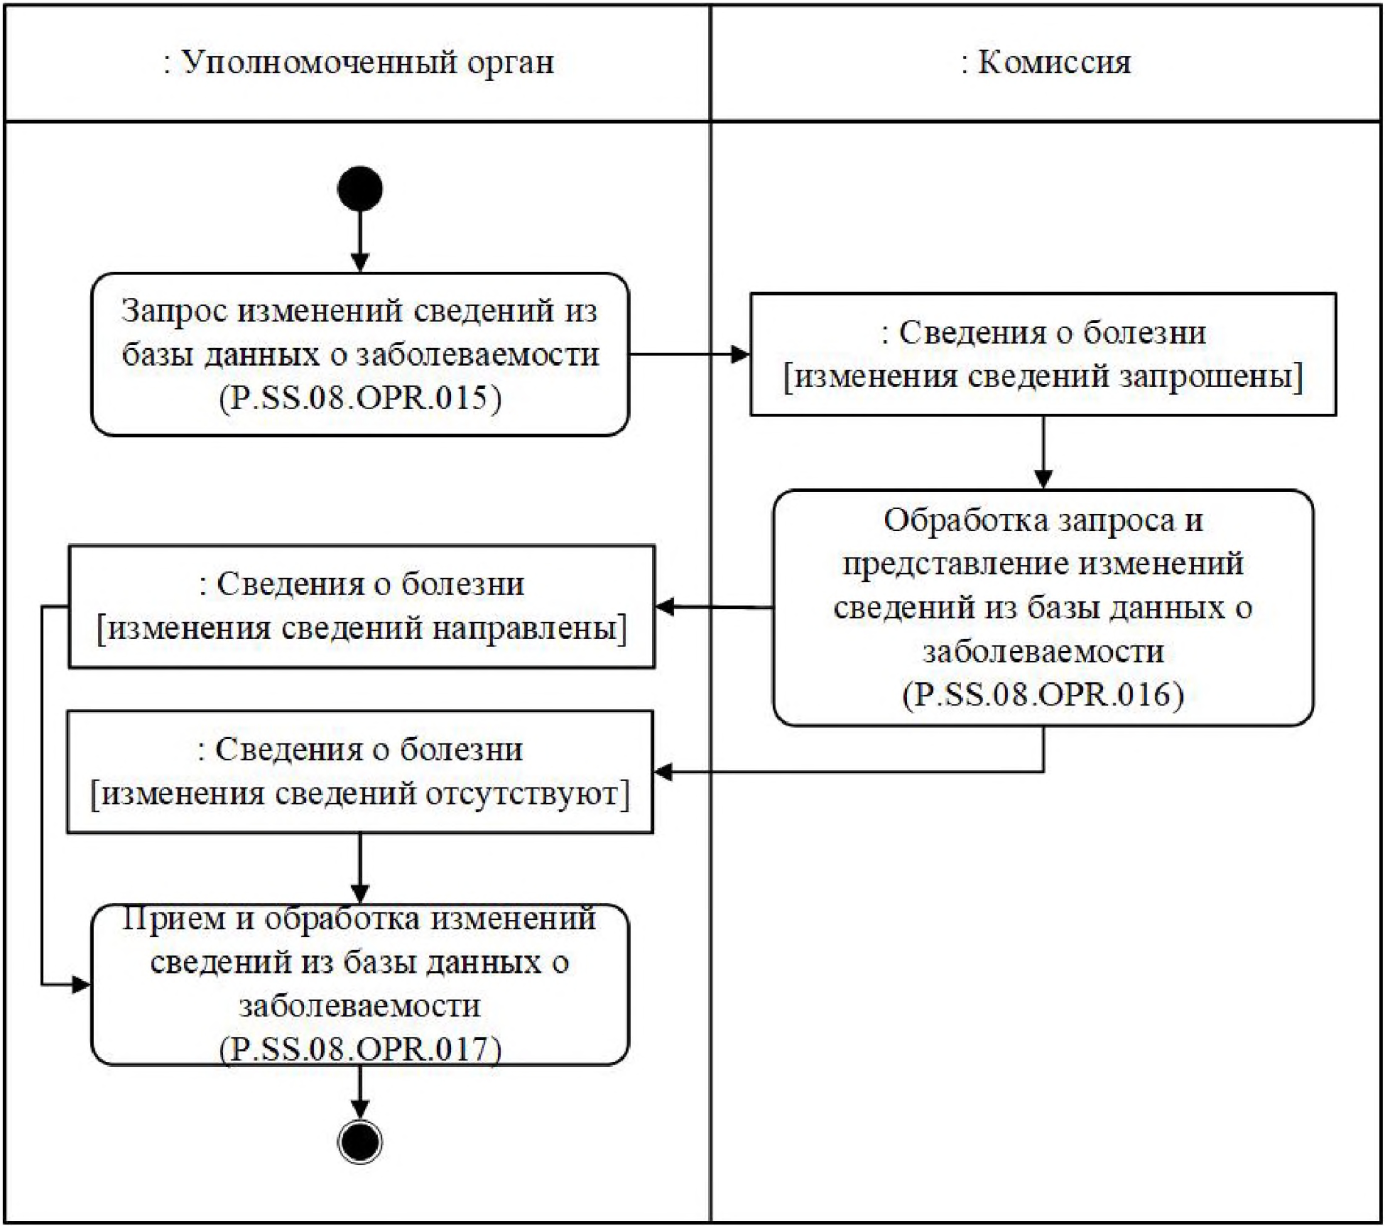 : Уполномоченный орган
: Комиссия
Запрос изменений сведений из
базы данных о заболеваемости
(P.SS.08.OPR.015)
: Сведения о болезни
[изменения сведений запрошены]
Обработка запроса и
представление изменений
сведений из базы данных о
заболеваемости
(P.SS.08.OPR.016)
: Сведения о болезни
[изменения сведений направлены]
: Сведения о болезни
[изменения сведений отсутствуют]
Прием и обработка изменений
сведений из базы данных о
заболеваемости
(P.SS.08.OPR.017)